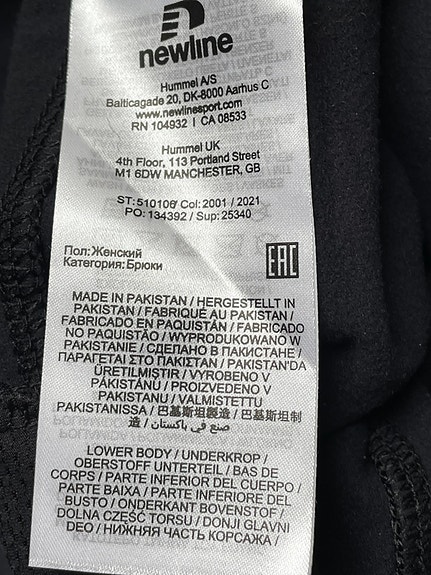 newline
Hummel A/S
Balticagade 20, DK-8000 Aarhus C
www.newlinesport.com
RN 104932 | CA 08533
Hummel UK
4th Floor, 113 Portland Street
M1 6DW MANCHESTER, GB
ST: 510106 Col: 2001 / 2021
PO: 134392 / Sup: 25340
Пол: Женский
Категория: Брюки
EAC
MADE IN PAKISTAN / HERGESTELLT IN
PAKISTAN / FABRIQUÉ AU PAKISTAN /
FABRICADO EN PAQUISTÁN / FABRICADO
NO PAQUISTÃO / WYPRODUKOWANO W
PAKISTANIE / СДЕЛАНО В ПАКИСТАНЕ /
ΠΑΡΑΓΕΤΑΙ ΣΤΟ ΠΑΚΙΣΤΑΝ / PAKISTAN'DA
ÜRETİLMİSTİR / VYROBENO V
PÁKISTÁNU / PROIZVEDENO V
PAKISTANU / VALMISTETTU
PAKISTANISSA / 巴基斯坦製造 / 巴基斯坦制
造 / صنع في باكستان
LOWER BODY / UNDERKROP /
OBERSTOFF UNTERTEIL / BAS DE
CORPS / PARTE INFERIOR DEL CUERPO /
PARTE BAIXA / PARTE INFERIORE DEL
BUSTO / ONDERKANT BOVENSTOF /
DOLNA CZĘŚĆ TORSU / DONJI GLAVNI
DEO / НИЖНЯЯ ЧАСТЬ КОРСАЖА /